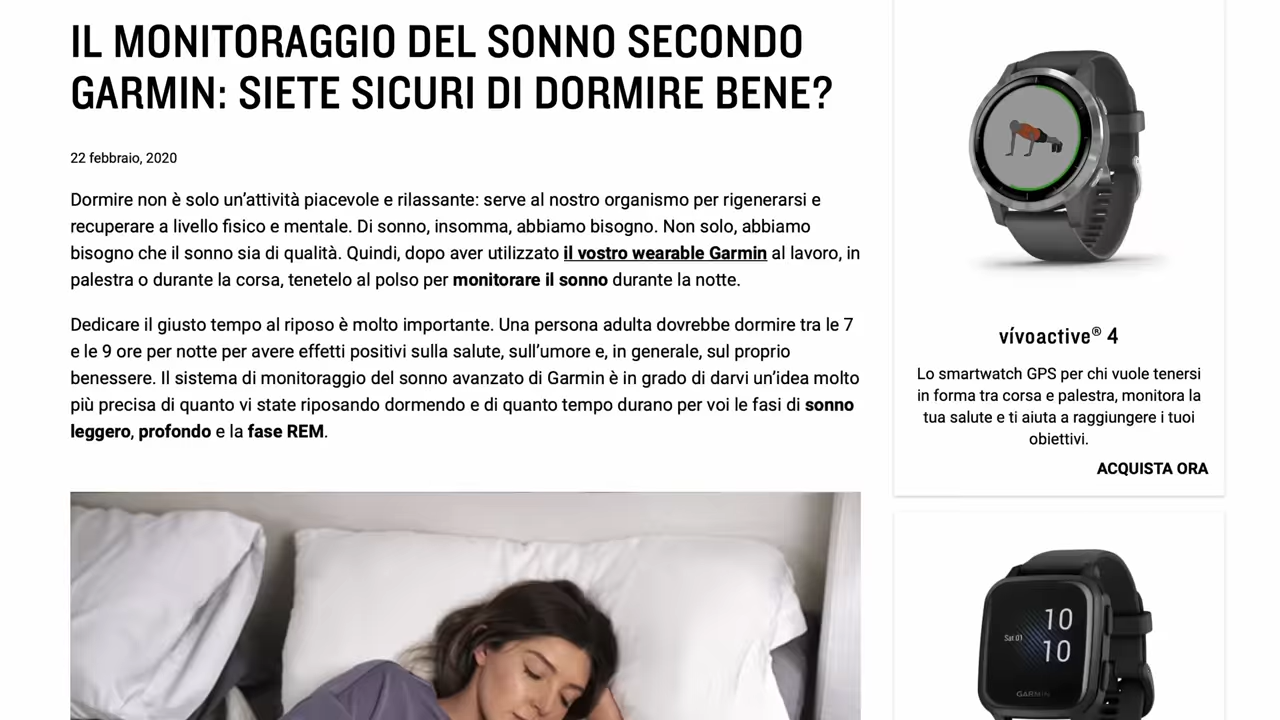 IL MONITORAGGIO DEL SONNO SECONDO
GARMIN: SIETE SICURI DI DORMIRE BENE?
22 febbraio, 2020
Dormire non è solo un’attività piacevole e rilassante: serve al nostro organismo per rigenerarsi e
recuperare a livello fisico e mentale. Di sonno, insomma, abbiamo bisogno. Non solo, abbiamo
bisogno che il sonno sia di qualità. Quindi, dopo aver utilizzato il vostro wearable Garmin al lavoro, in
palestra o durante la corsa, tenetelo al polso per monitorare il sonno durante la notte.
Dedicare il giusto tempo al riposo è molto importante. Una persona adulta dovrebbe dormire tra le 7
e le 9 ore per notte per avere effetti positivi sulla salute, sull’umore e, in generale, sul proprio
benessere. Il sistema di monitoraggio del sonno avanzato di Garmin è in grado di darvi un’idea molto
più precisa di quanto vi state riposando dormendo e di quanto tempo durano per voi le fasi di sonno
leggero, profondo e la fase REM.
vívoactive® 4
Lo smartwatch GPS per chi vuole tenersi
in forma tra corsa e palestra, monitora la
tua salute e ti aiuta a raggiungere i tuoi
obiettivi.
ACQUISTA ORA
10
Sat 01
10
GARMIN